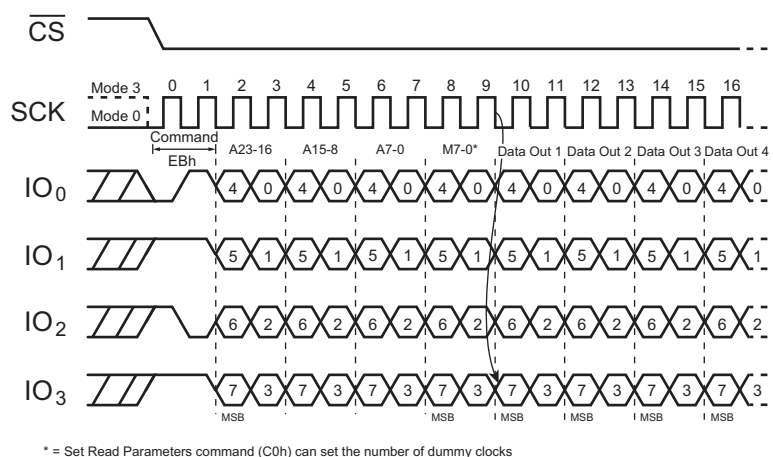 CS
Mode 3
Mode 0
SCK
0 1 2 3 4 5 6 7 8 9 10 11 12 13 14 15 16
Command
EBh
A23-16 A15-8 A7-0 M7-0* Data Out 1 Data Out 2 Data Out 3 Data Out 4
IO0 4 0 4 0 4 0 4 0 4 0 4 0 4 0 4 0
IO1 5 1 5 1 5 1 5 1 5 1 5 1 5 1 5 1
IO2 6 2 6 2 6 2 6 2 6 2 6 2 6 2 6 2
IO3 7 3 7 3 7 3 7 3 7 3 7 3 7 3 7 3
MSB MSB MSB MSB MSB MSB
* = Set Read Parameters command (C0h) can set the number of dummy clocks